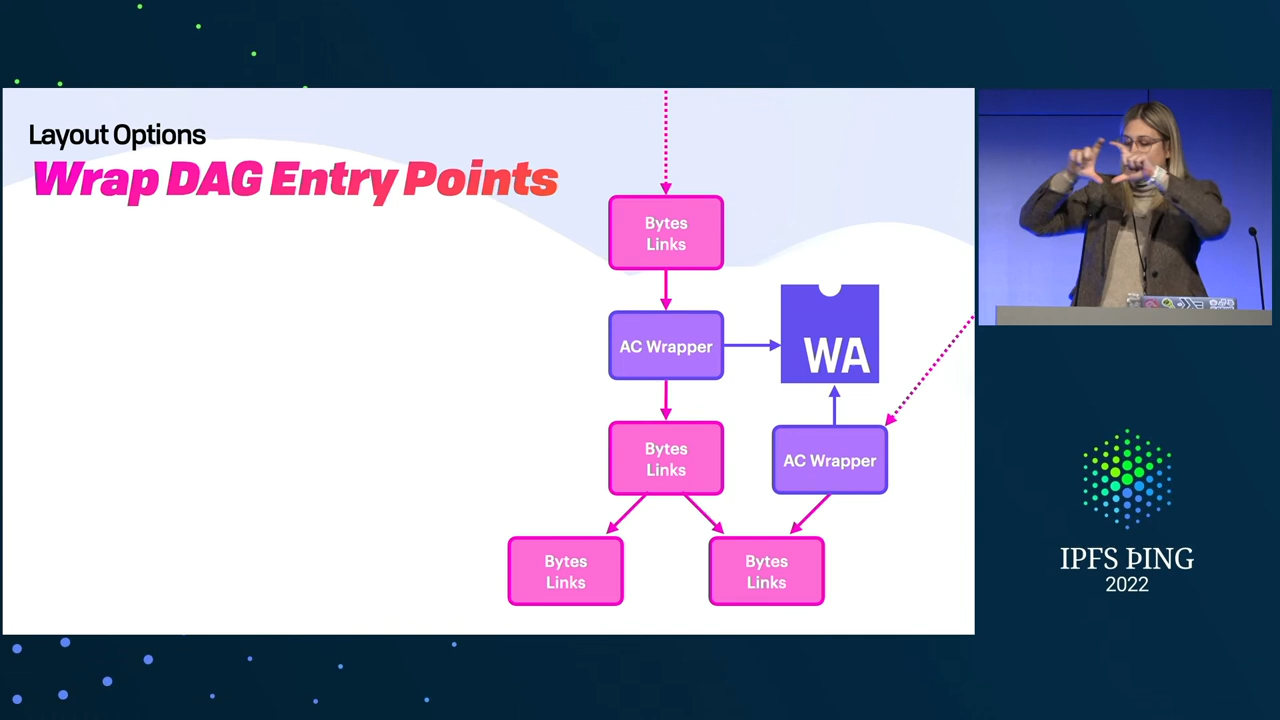 Layout Options
Wrap DAG Entry Points
Bytes
Links
AC Wrapper
WA
Bytes
Links
AC Wrapper
Bytes
Links
Bytes
Links
IPFS ÞING
2022